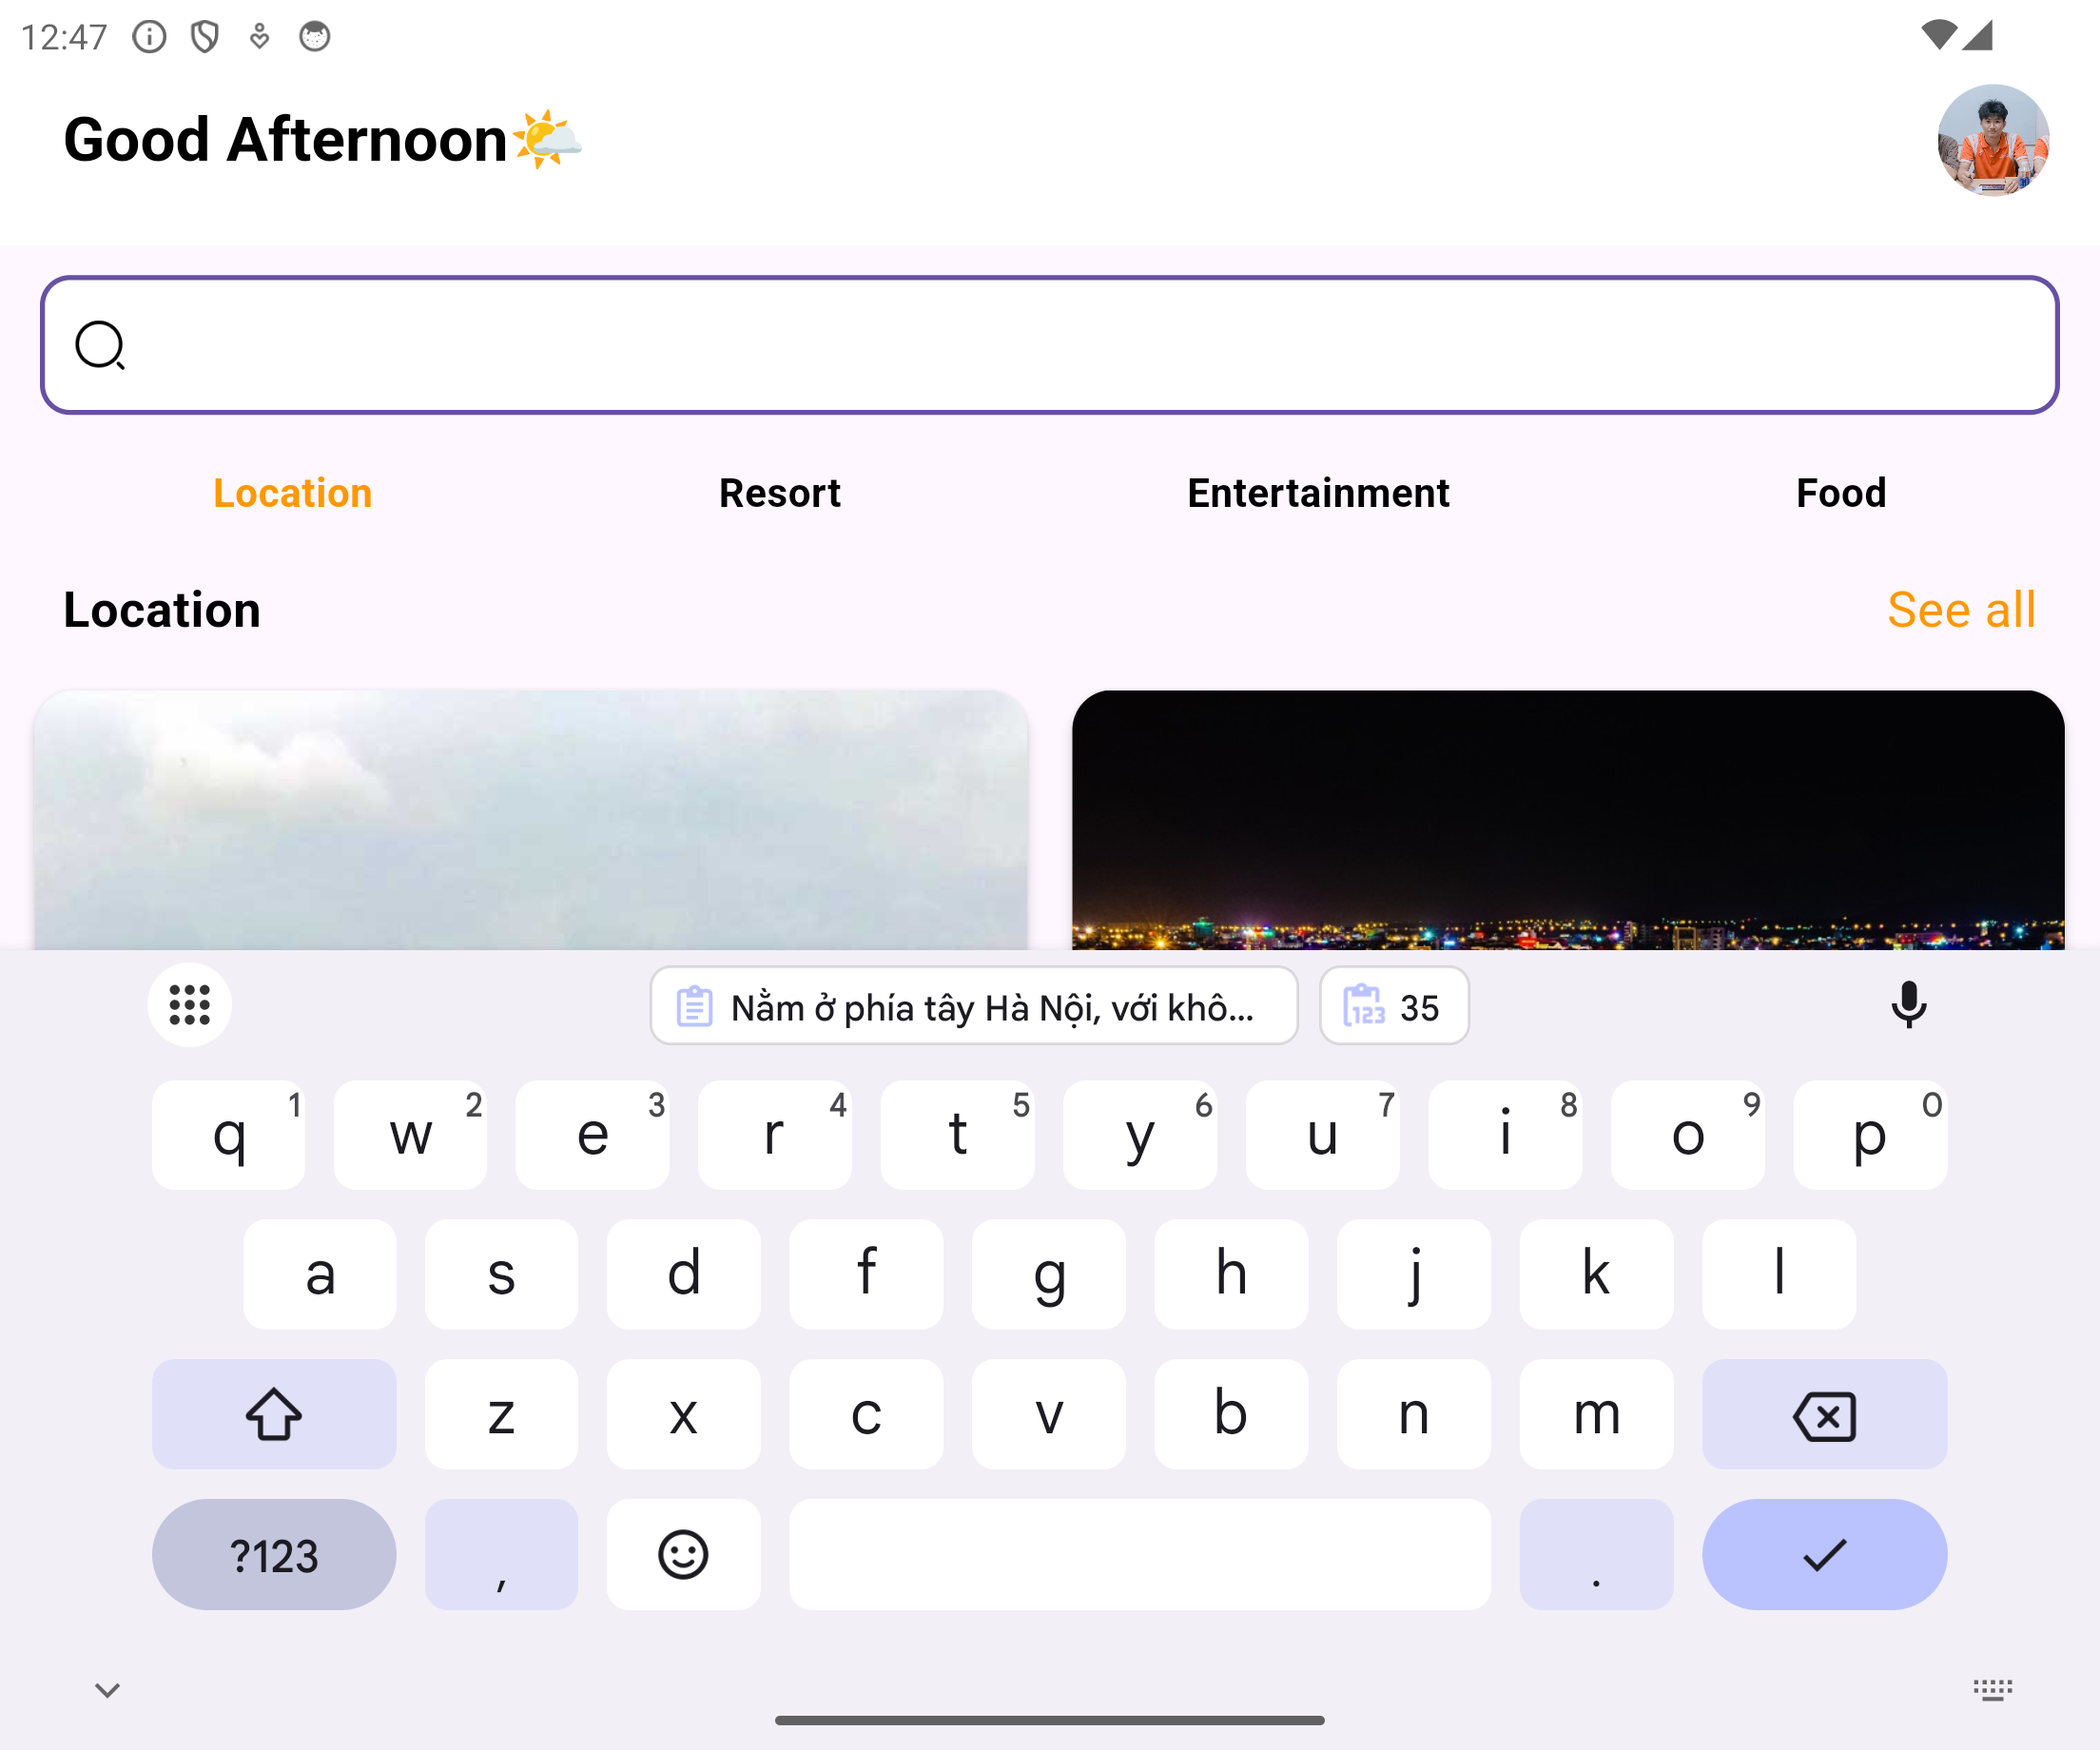 12:47
Good Afternoon🌤️
Location Resort Entertainment Food
Location See all
Nằm ở phía tây Hà Nội, với khô... 35
q 1 w 2 e 3 r 4 t 5 y 6 u 7 i 8 o 9 p 0
a s d f g h j k l
z x c v b n m
?123 , .